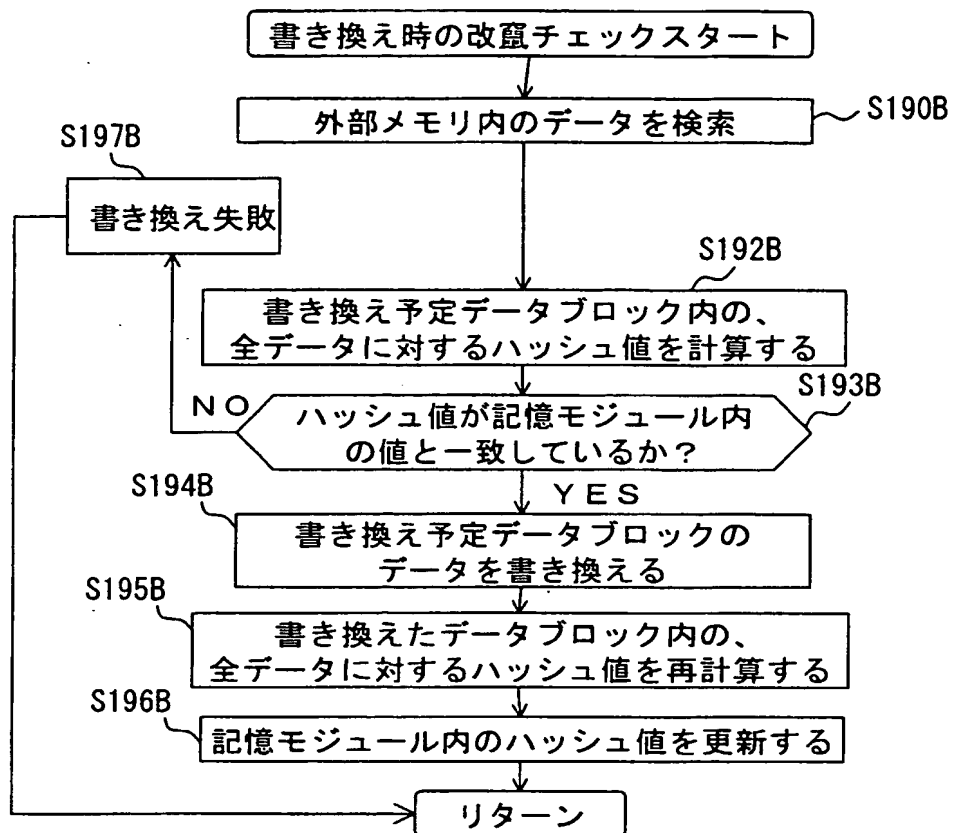 書き換え時の改竄チェックスタート
S190B
外部メモリ内のデータを検索
S197B
書き換え失敗
S192B
書き換え予定データブロック内の、
全データに対するハッシュ値を計算する
S193B
NO
ハッシュ値が記憶モジュール内
の値と一致しているか?
YES
S194B
書き換え予定データブロックの
データを書き換える
S195B
書き換えたデータブロック内の、
全データに対するハッシュ値を再計算する
S196B
記憶モジュール内のハッシュ値を更新する
リターン